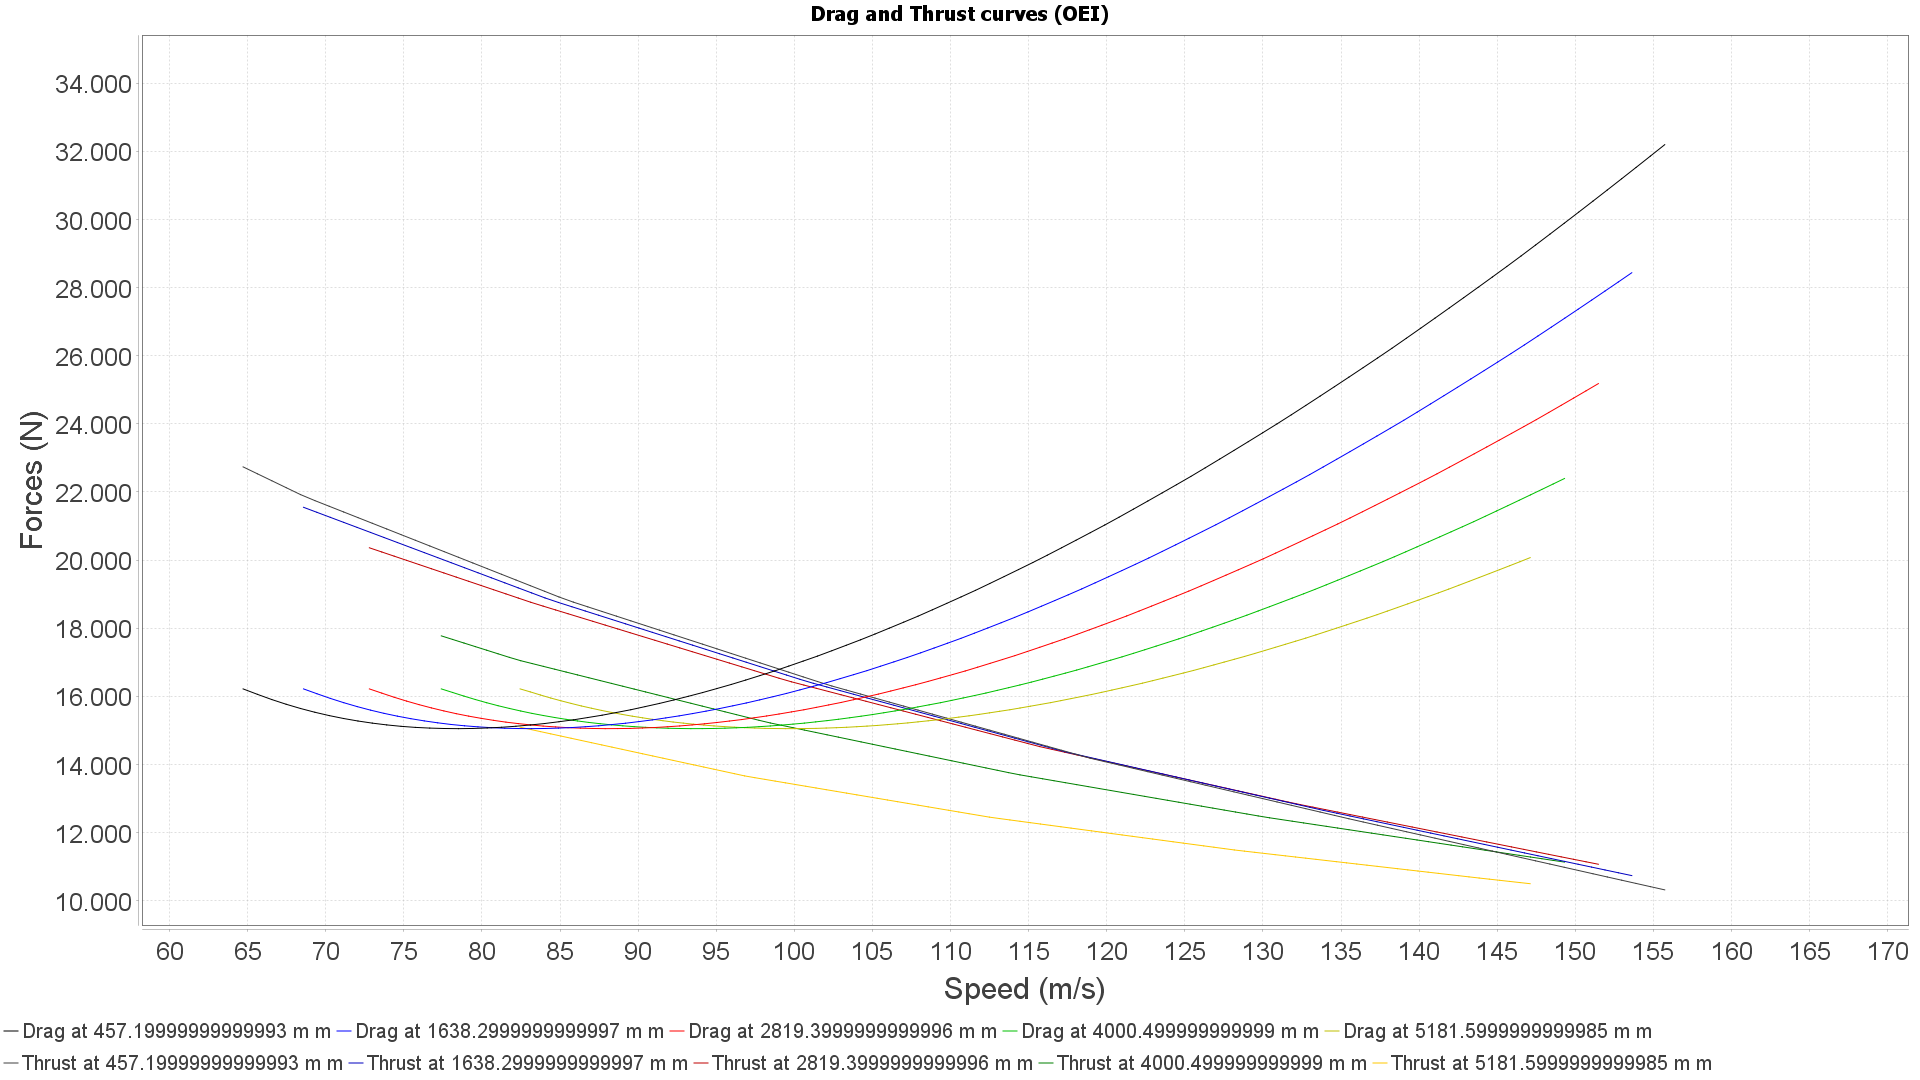 Drag and Thrust curves (OEI)
34.000
32.000
30.000
28.000
26.000
24.000
22.000
20.000
18.000
16.000
14.000
12.000
10.000
Forces (N)
60 65 70 75 80 85 90 95 100 105 110 115 120 125 130 135 140 145 150 155 160 165 170
Speed (m/s)
Drag at 457.19999999999993 m m Drag at 1638.2999999999997 m m Drag at 2819.3999999999996 m m Drag at 4000.499999999999 m m Drag at 5181.5999999999985 m m
Thrust at 457.19999999999993 m m Thrust at 1638.2999999999997 m m Thrust at 2819.3999999999996 m m Thrust at 4000.499999999999 m m Thrust at 5181.5999999999985 m m